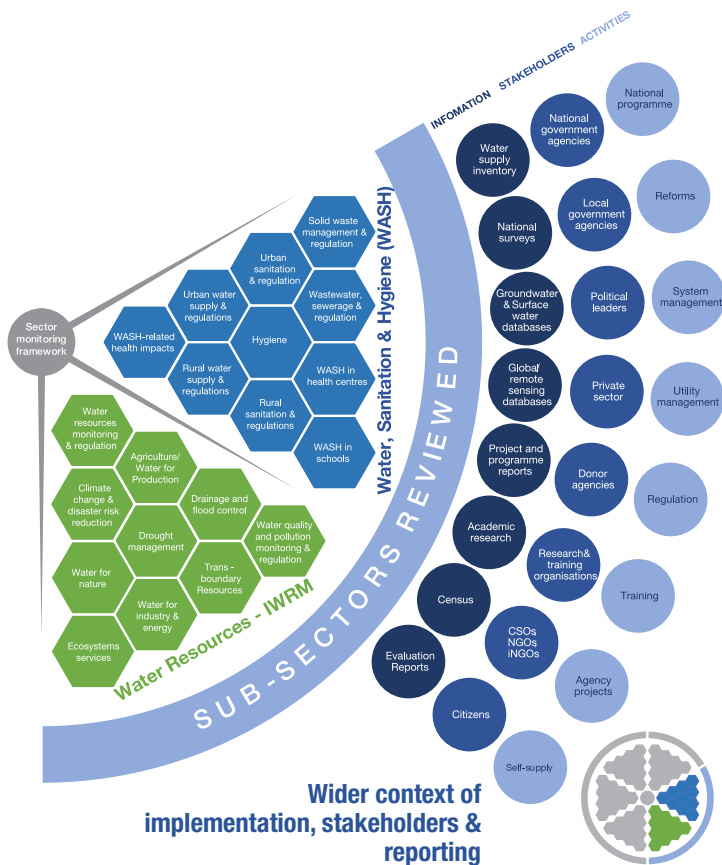 INFOMATION STAKEHOLDERS ACTIVITIES
National
programme
National
government
agencies
Water
supply
inventory
Reforms
Local
government
agencies
National
surveys
System
management
Political
leaders
Groundwater
& Surface
water
databases
Utility
management
Private
sector
Global/
remote
sensing
databases
Regulation
Donor
agencies
Project and
programme
reports
Training
Research&
training
organisations
Academic
research
Agency
projects
CSOs,
NGOs
iNGOs
Census
Self-supply
Citizens
Evaluation
Reports
SUB-SECTORS REVIEWED
Water, Sanitation & Hygiene (WASH)
Solid waste
management &
regulation
Urban
sanitation
& regulation
Wastewater,
sewerage &
regulation
Urban water
supply &
regulations
Hygiene
WASH-related
health impacts
WASH in
health centres
Rural water
supply &
regulations
Rural
sanitation &
regulations
WASH in
schools
Sector
monitoring
framework
Water
resources
monitoring
& regulation
Agriculture/
Water for
Production
Climate
change &
disaster risk
reduction
Drainage and
flood control
Drought
management
Water quality
and pollution
monitoring &
regulation
Water for
nature
Trans -
boundary
Resources
Water for
industry &
energy
Ecosystems
services
Water Resources - IWRM
Wider context of
implementation, stakeholders &
reporting